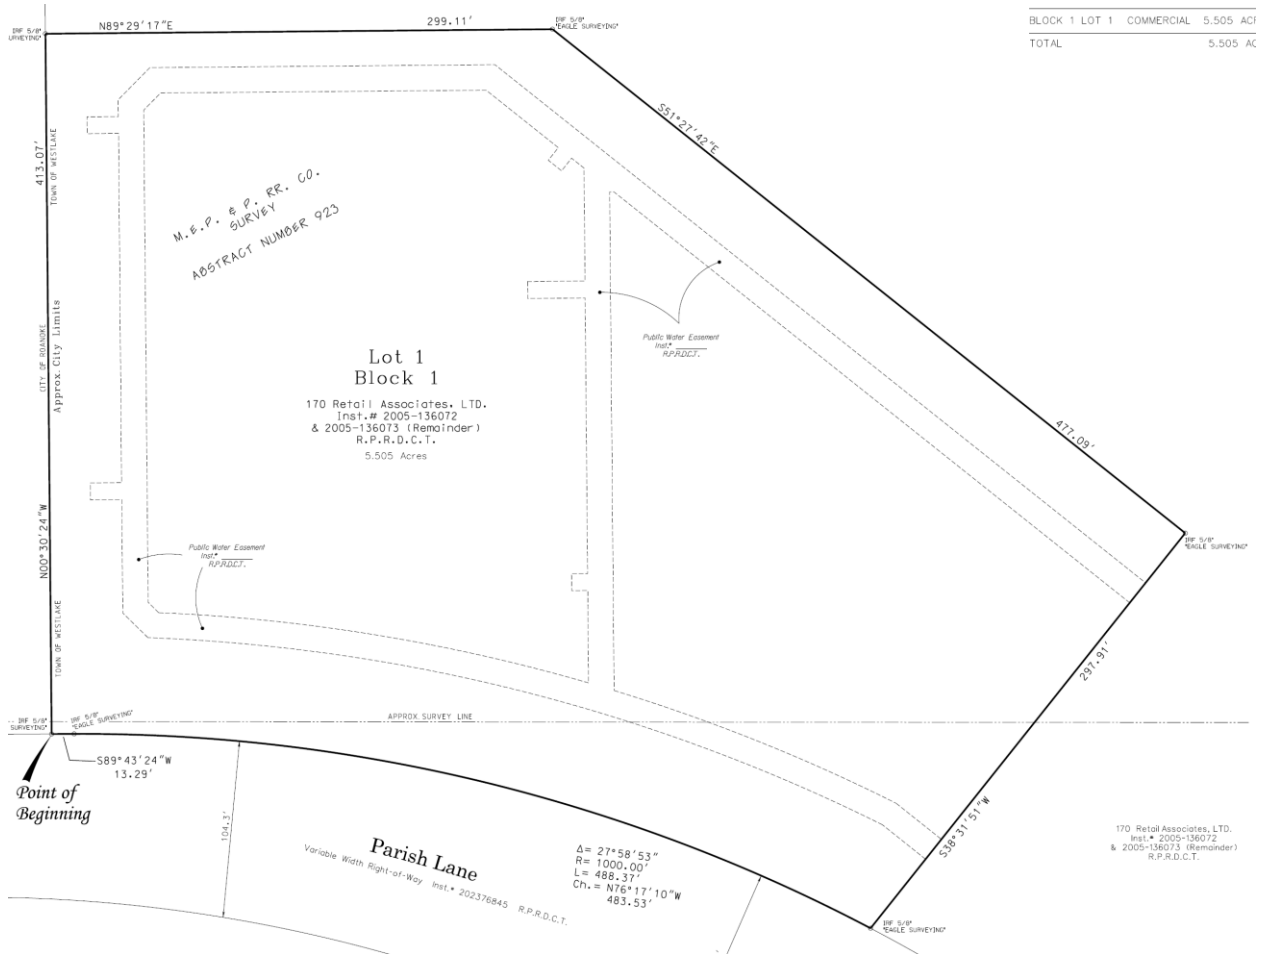 N89°29'17"E
299.11'
IRF 5/8"
"EAGLE SURVEYING"
BLOCK 1 LOT 1 COMMERCIAL 5.505
TOTAL 5.505
IRF 5/8"
URVEYING"
S51°27'42"E
477.09'
413.07'
TOWN OF WESTLAKE
M.E.P. & P. RR. CO.
SURVEY
ABSTRACT NUMBER 923
CITY OF ROANOKE
Approx. City Limits
Public Water Easement
Inst.# ______
R.P.R.D.C.T.
Lot 1
Block 1
170 Retail Associates, LTD.
Inst.# 2005-136072
& 2005-136073 (Remainder)
R.P.R.D.C.T.
5.505 Acres
N00°30'24"W
Public Water Easement
Inst.# ______
R.P.R.D.C.T.
IRF 5/8"
"EAGLE SURVEYING"
TOWN OF WESTLAKE
297.91'
S38°31'51"W
IRF 5/8"
SURVEYING"
IRF 5/8"
"EAGLE SURVEYING"
APPROX. SURVEY LINE
S89°43'24"W
13.29'
Point of
Beginning
104.3'
Parish Lane
Variable Width Right-of-Way Inst.# 202376845 R.P.R.D.C.T.
Δ= 27°58'53"
R= 1000.00'
L= 488.37'
Ch.= N76°17'10"W
483.53'
170 Retail Associates, LTD.
Inst.# 2005-136072
& 2005-136073 (Remainder)
R.P.R.D.C.T.
IRF 5/8"
"EAGLE SURVEYING"